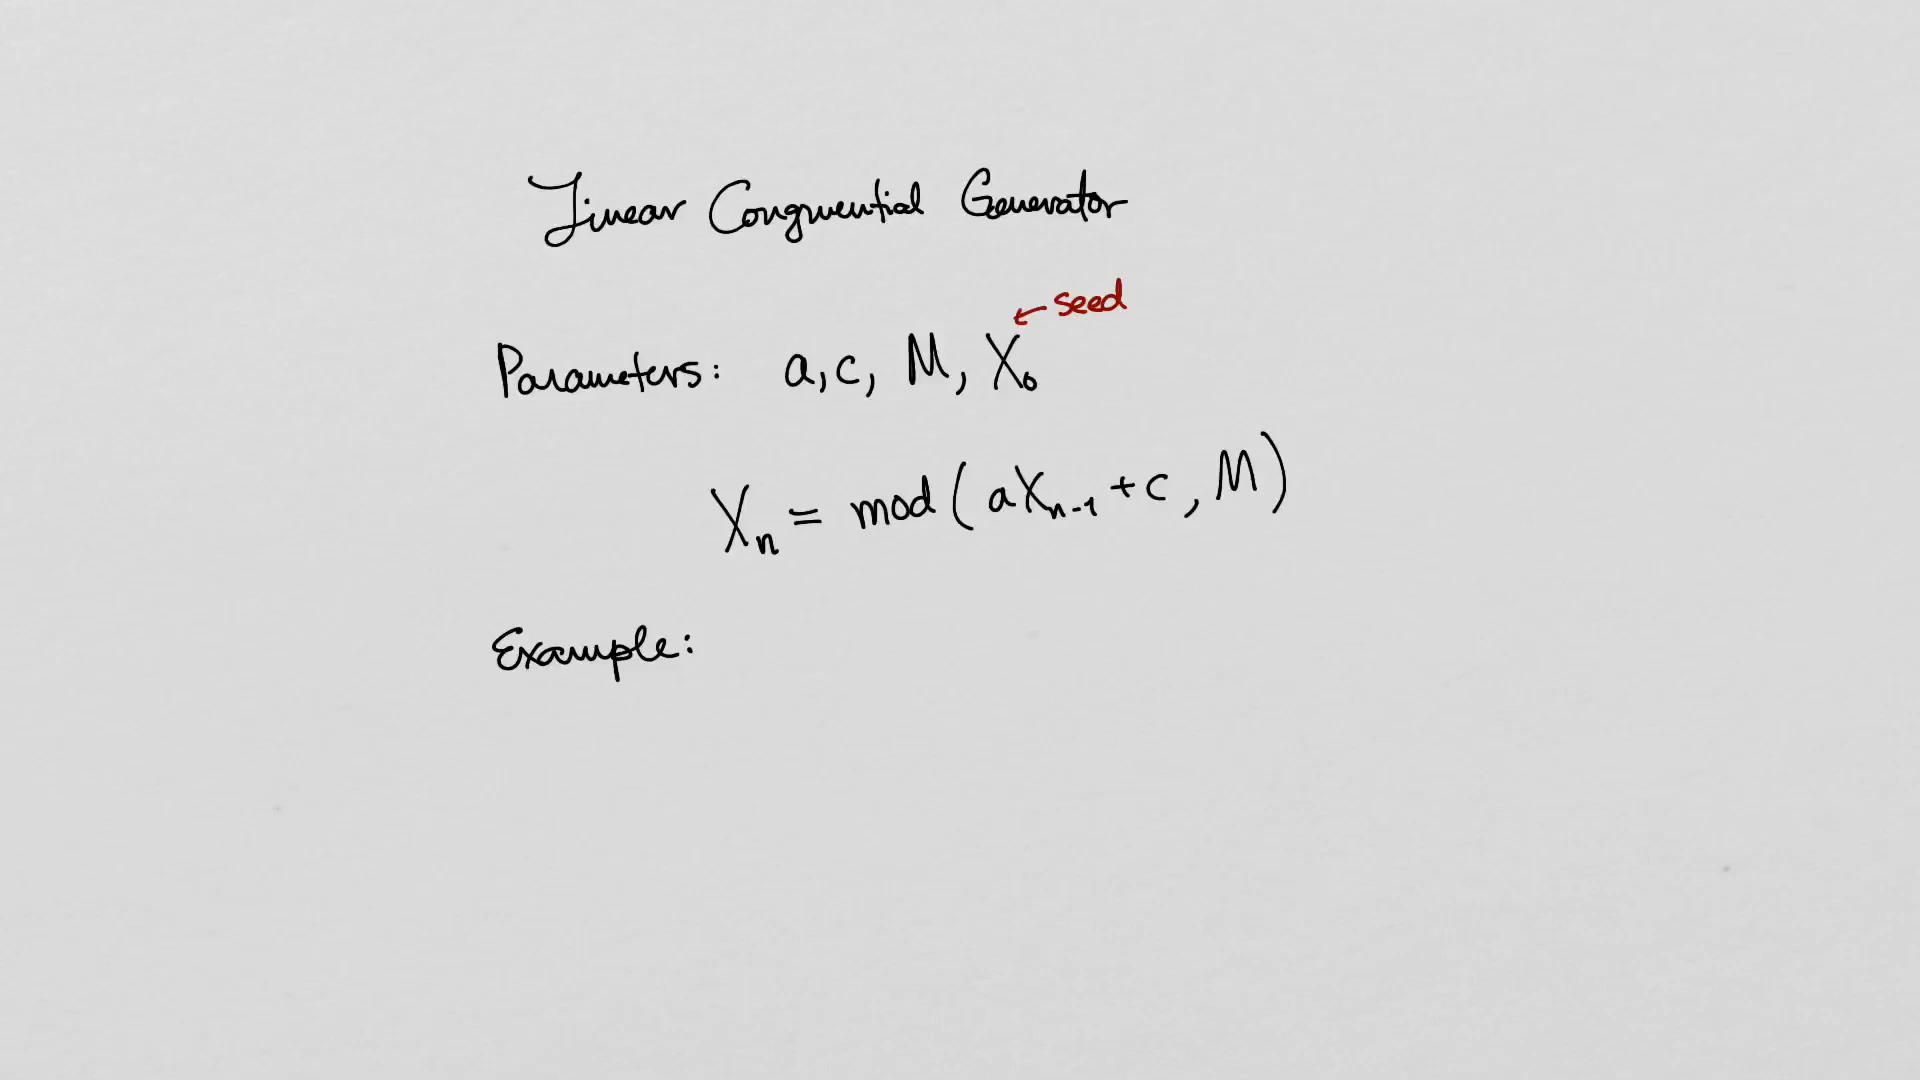 Linear Congruential Generator
← seed
Parameters: a, c, M, X₀
Xₙ = mod(aXₙ₋₁ + c, M)
Example: